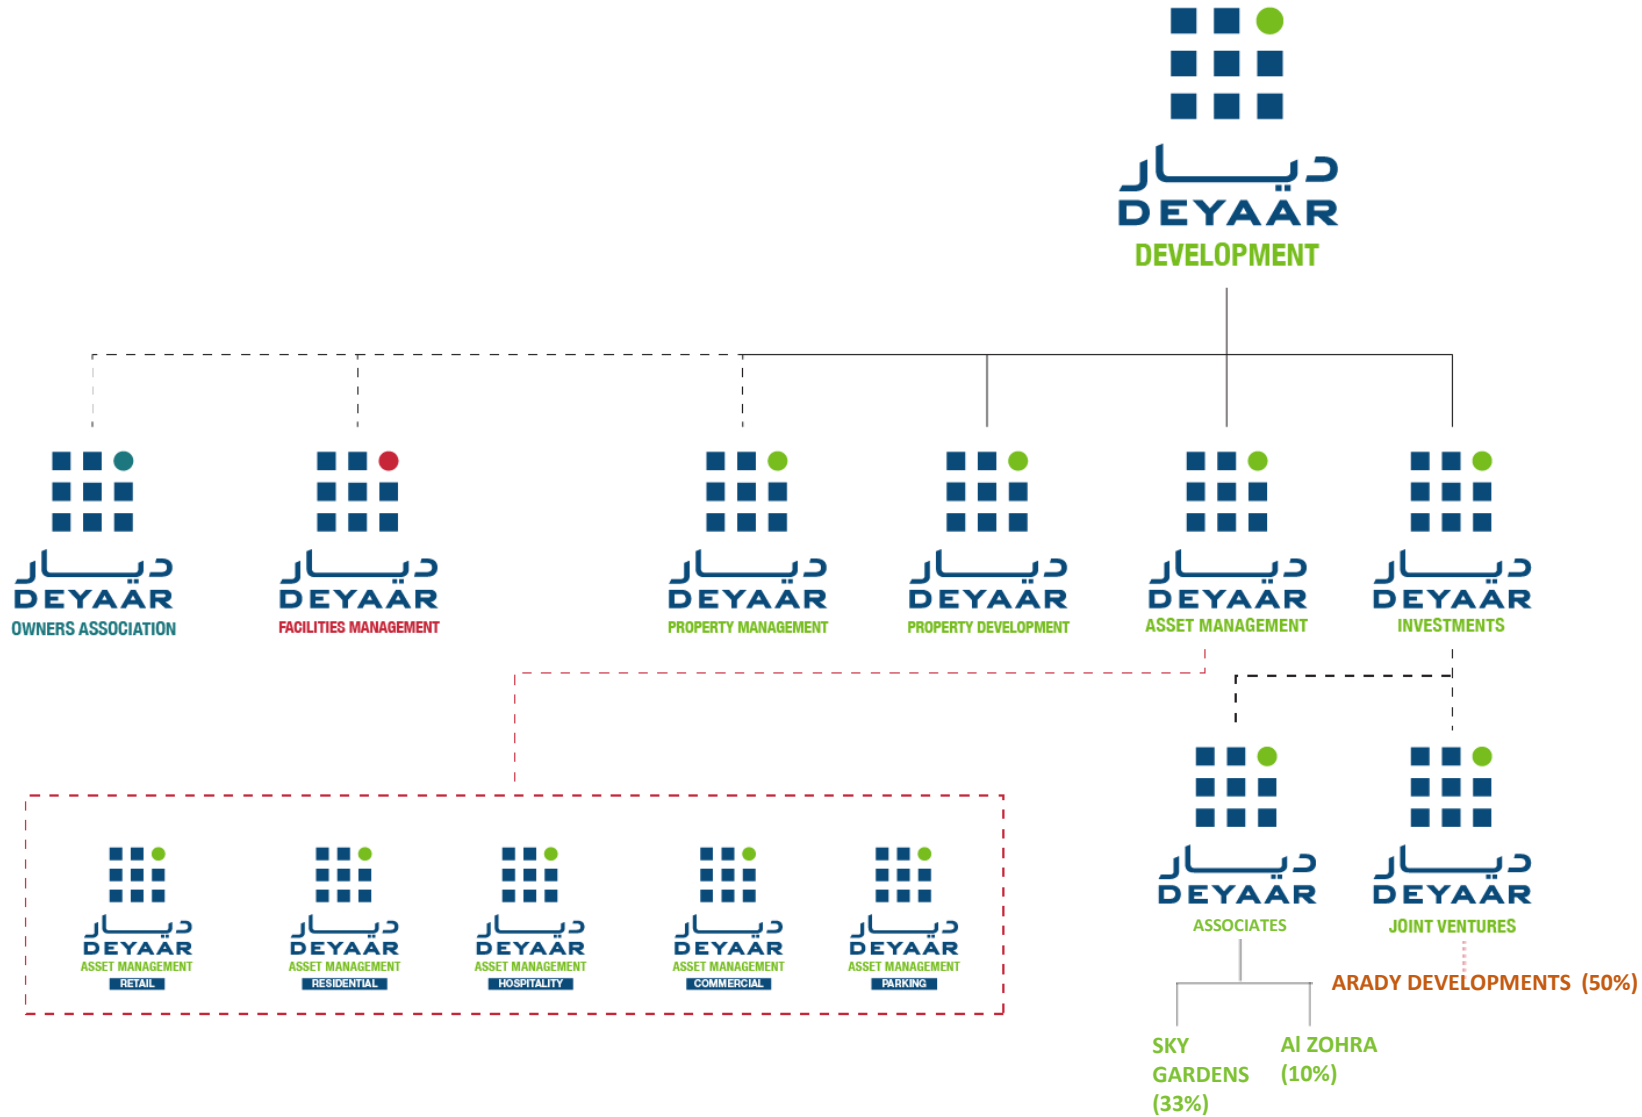 ديار
DEYAAR
DEVELOPMENT
ديار
DEYAAR
OWNERS ASSOCIATION
ديار
DEYAAR
FACILITIES MANAGEMENT
ديار
DEYAAR
PROPERTY MANAGEMENT
ديار
DEYAAR
PROPERTY DEVELOPMENT
ديار
DEYAAR
ASSET MANAGEMENT
ديار
DEYAAR
INVESTMENTS
ديار
DEYAAR
ASSET MANAGEMENT
RETAIL
ديار
DEYAAR
ASSET MANAGEMENT
RESIDENTIAL
ديار
DEYAAR
ASSET MANAGEMENT
HOSPITALITY
ديار
DEYAAR
ASSET MANAGEMENT
COMMERCIAL
ديار
DEYAAR
ASSET MANAGEMENT
PARKING
ديار
DEYAAR
ASSOCIATES
ديار
DEYAAR
JOINT VENTURES
ARADY DEVELOPMENTS (50%)
SKY
GARDENS
(33%)
Al ZOHRA
(10%)